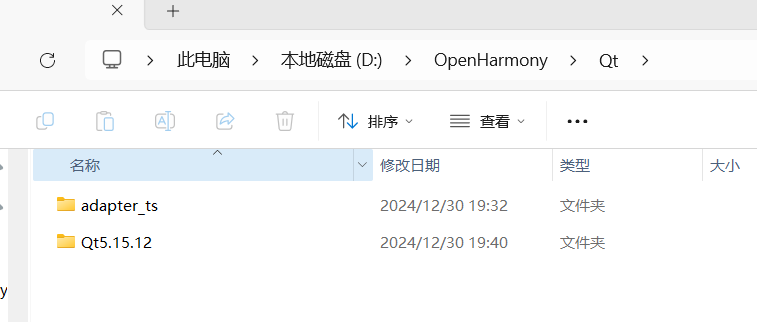 此电脑 本地磁盘 (D:) OpenHarmony Qt
排序 查看
名称 修改日期 类型 大小
adapter_ts 2024/12/30 19:32 文件夹
Qt5.15.12 2024/12/30 19:40 文件夹
y